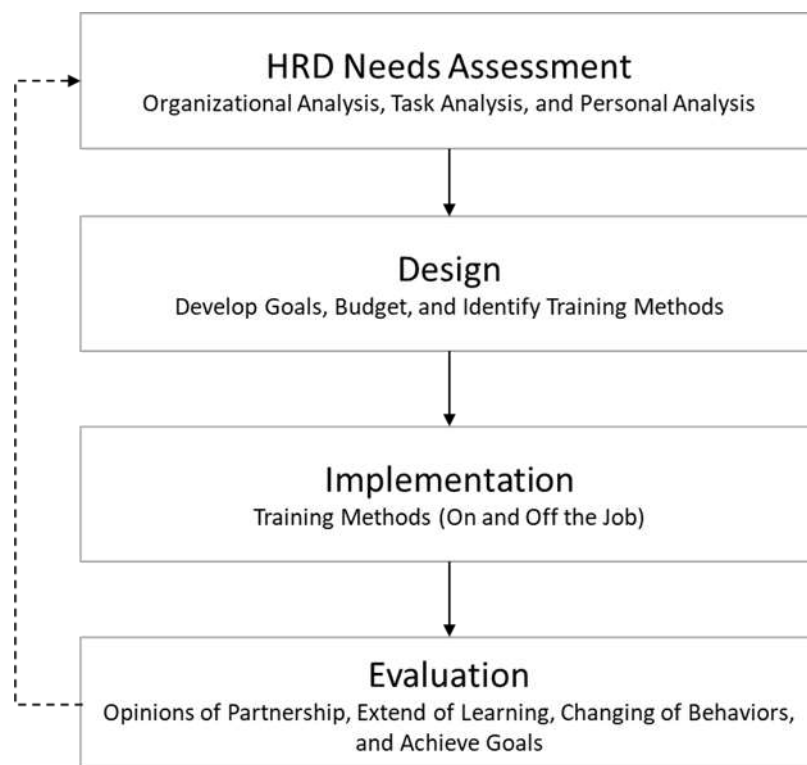 HRD Needs Assessment
Organizational Analysis, Task Analysis, and Personal Analysis
Design
Develop Goals, Budget, and Identify Training Methods
Implementation
Training Methods (On and Off the Job)
Evaluation
Opinions of Partnership, Extend of Learning, Changing of Behaviors,
and Achieve Goals